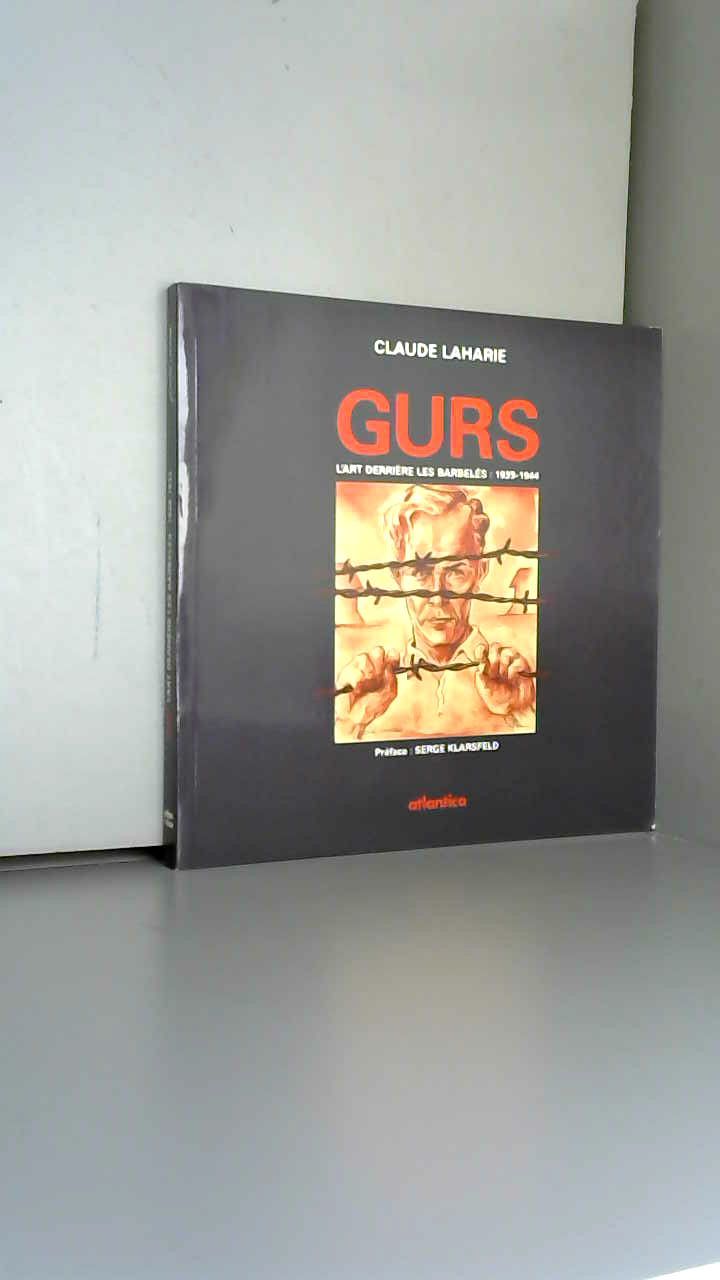 CLAUDE LAHARIE
GURS
L'ART DERRIÈRE LES BARBELÉS : 1939-1944
Préface : SERGE KLARSFELD
atlantica